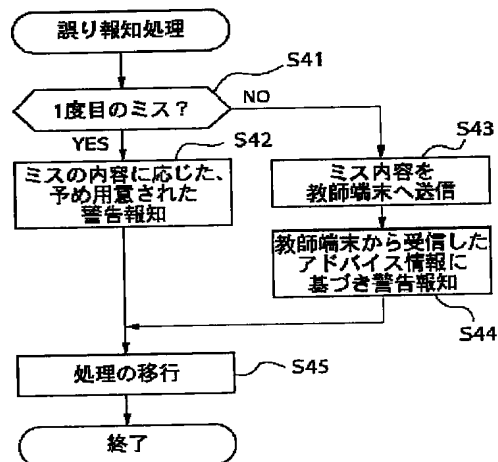 誤り報知処理
S41
1度目のミス？
NO
YES
S42
ミスの内容に応じた、
予め用意された
警告報知
S43
ミス内容を
教師端末へ送信
教師端末から受信した
アドバイス情報に
基づき警告報知
S44
処理の移行
S45
終了